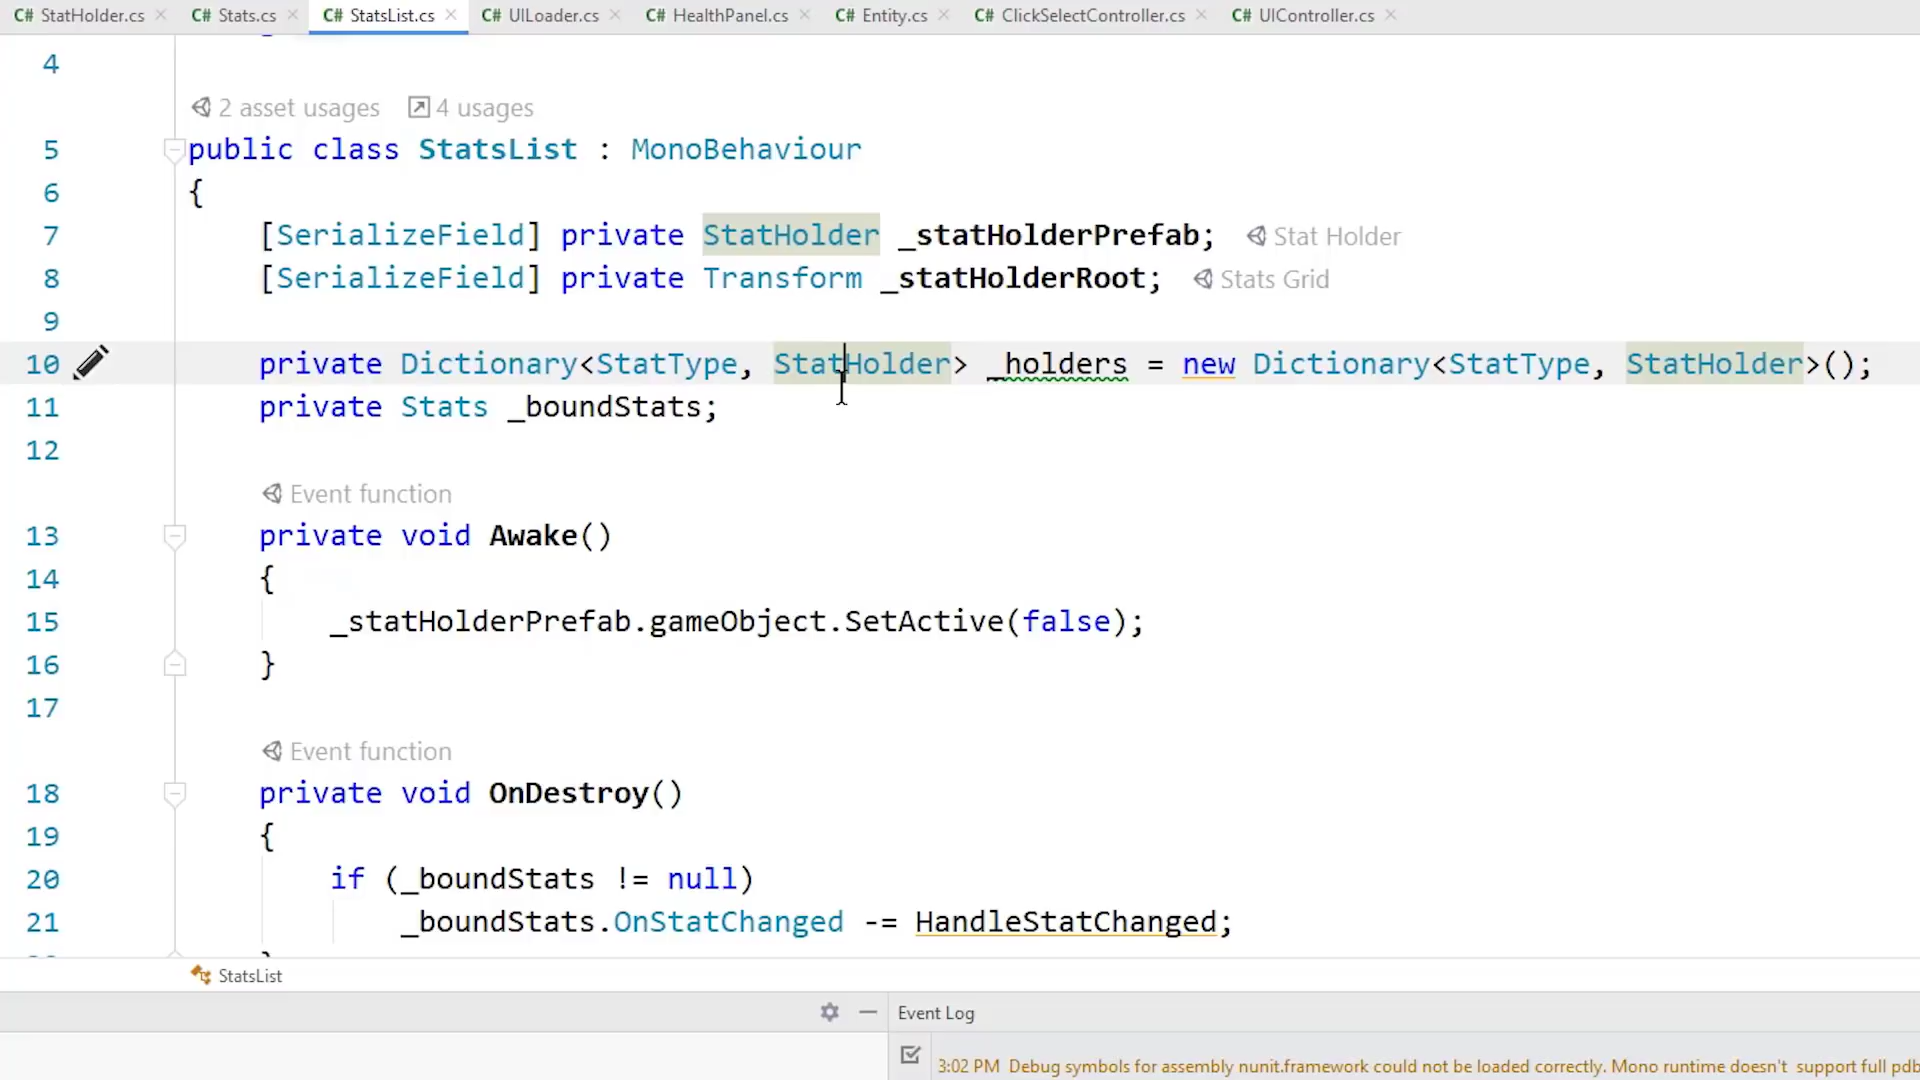 C# StatHolder.cs C# Stats.cs C# StatsList.cs C# UILoader.cs C# HealthPanel.cs C# Entity.cs C# ClickSelectController.cs C# UIController.cs
4
2 asset usages 4 usages
5 public class StatsList : MonoBehaviour
6 {
7 [SerializeField] private StatHolder _statHolderPrefab; Stat Holder
8 [SerializeField] private Transform _statHolderRoot; Stats Grid
9
10 private Dictionary<StatType, StatHolder> _holders = new Dictionary<StatType, StatHolder>();
11 private Stats _boundStats;
12
Event function
13 private void Awake()
14 {
15 _statHolderPrefab.gameObject.SetActive(false);
16 }
17
Event function
18 private void OnDestroy()
19 {
20 if (_boundStats != null)
21 _boundStats.OnStatChanged -= HandleStatChanged;
StatsList
Event Log
3:02 PM Debug symbols for assembly nunit.framework could not be loaded correctly. Mono runtime doesn't support full pdb